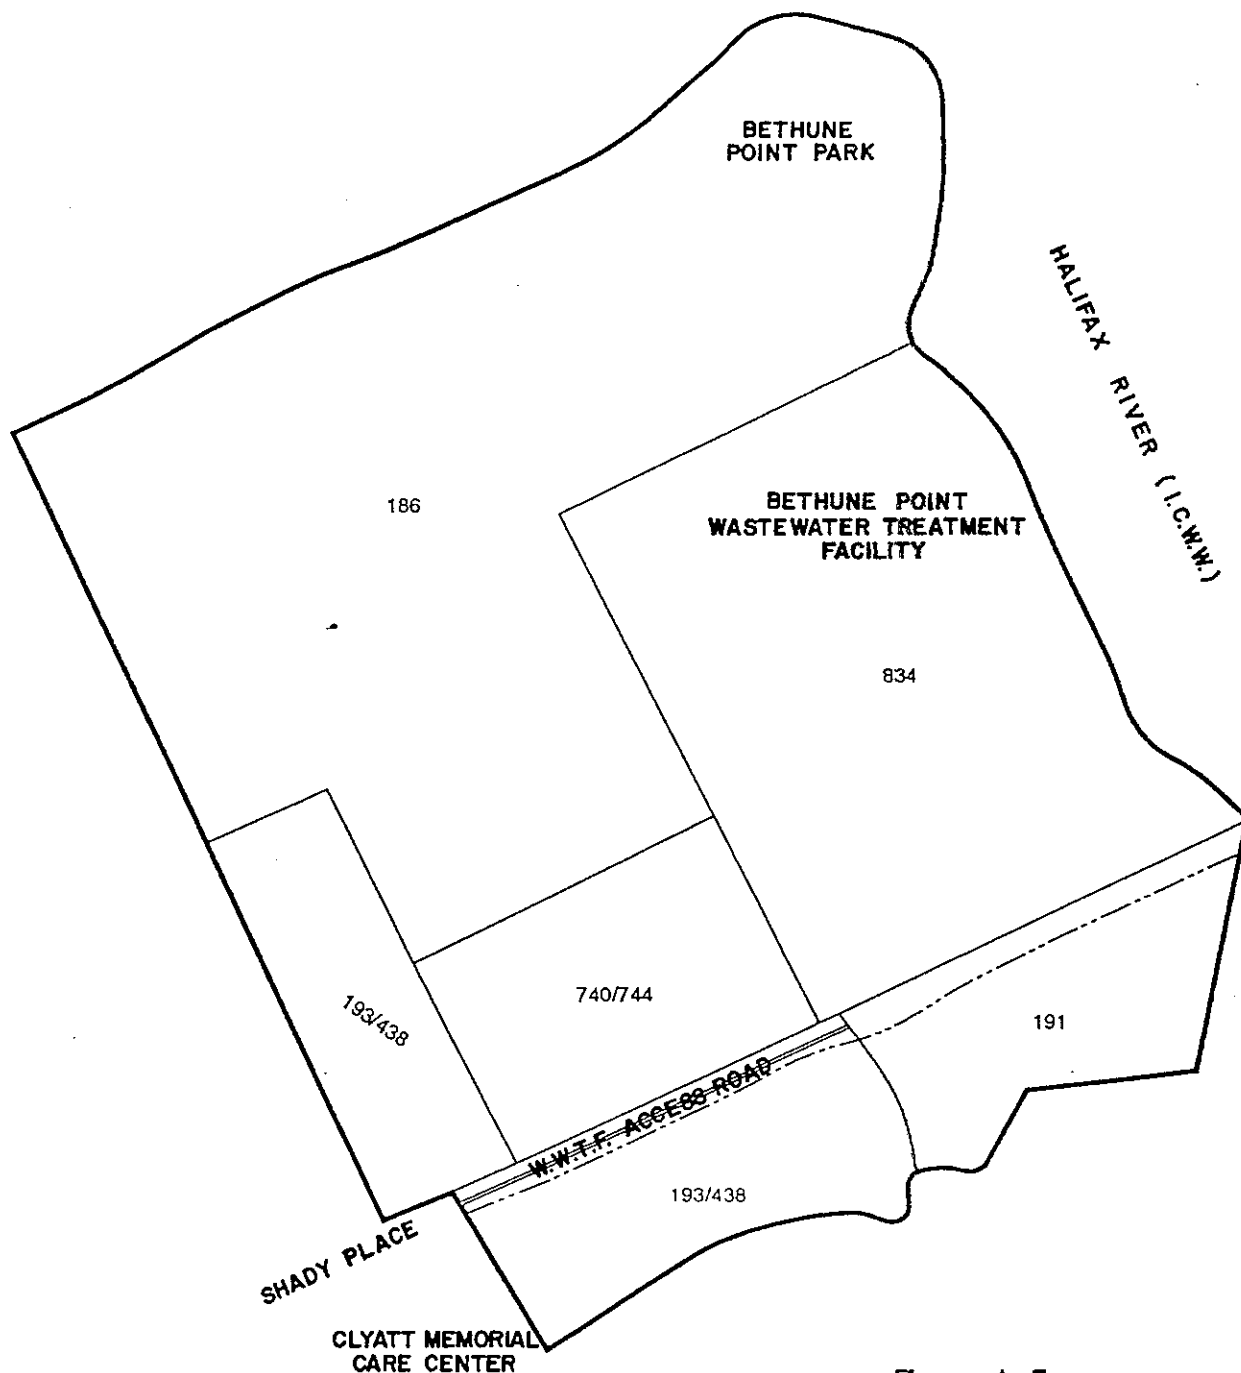 BETHUNE
POINT PARK
HALIFAX RIVER (I.C.W.W.)
186
BETHUNE POINT
WASTEWATER TREATMENT
FACILITY
834
193/438
740/744
191
W.W.T.F. ACCESS ROAD
193/438
SHADY PLACE
CLYATT MEMORIAL
CARE CENTER